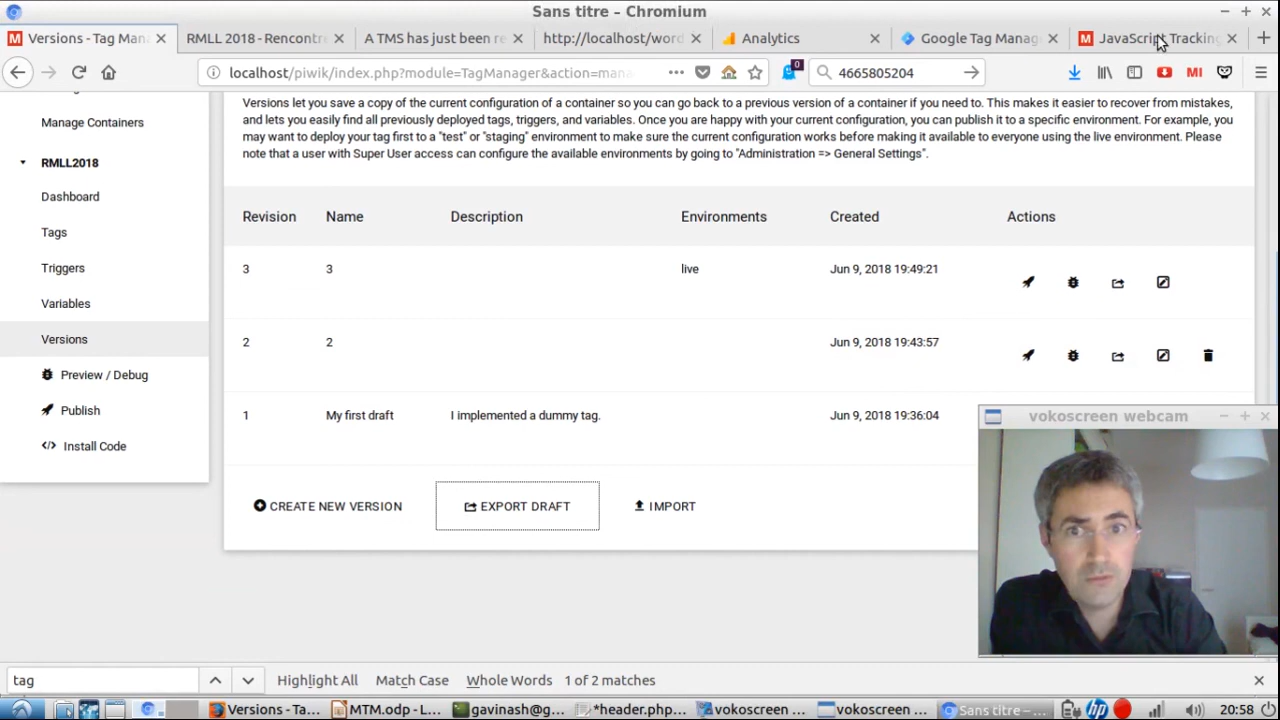 Sans titre – Chromium
Versions - Tag Mana
RMLL 2018 - Rencontre
A TMS has just been re
http://localhost/word
Analytics
Google Tag Manag
JavaScript Tracking
localhost/piwik/index.php?module=TagManager&action=mana
4665805204
0
Versions let you save a copy of the current configuration of a container so you can go back to a previous version of a container if you need to. This makes it easier to recover from mistakes,
and lets you easily find all previously deployed tags, triggers, and variables. Once you are happy with your current configuration, you can publish it to a specific environment. For example, you
may want to deploy your tag first to a "test" or "staging" environment to make sure the current configuration works before making it available to everyone using the live environment. Please
note that a user with Super User access can configure the available environments by going to "Administration => General Settings".
Manage Containers
RMLL2018
Dashboard
Tags
Triggers
Variables
Versions
Preview / Debug
Publish
Install Code
Revision Name Description Environments Created Actions
3 3 live Jun 9, 2018 19:49:21
2 2 Jun 9, 2018 19:43:57
1 My first draft I implemented a dummy tag. Jun 9, 2018 19:36:04
CREATE NEW VERSION EXPORT DRAFT IMPORT
vokoscreen webcam
tag Highlight All Match Case Whole Words 1 of 2 matches
Versions - Ta... MTM.odp - L... gavinash@g... *header.php... vokoscreen ... vokoscreen ... Sans titre – ... 20:58